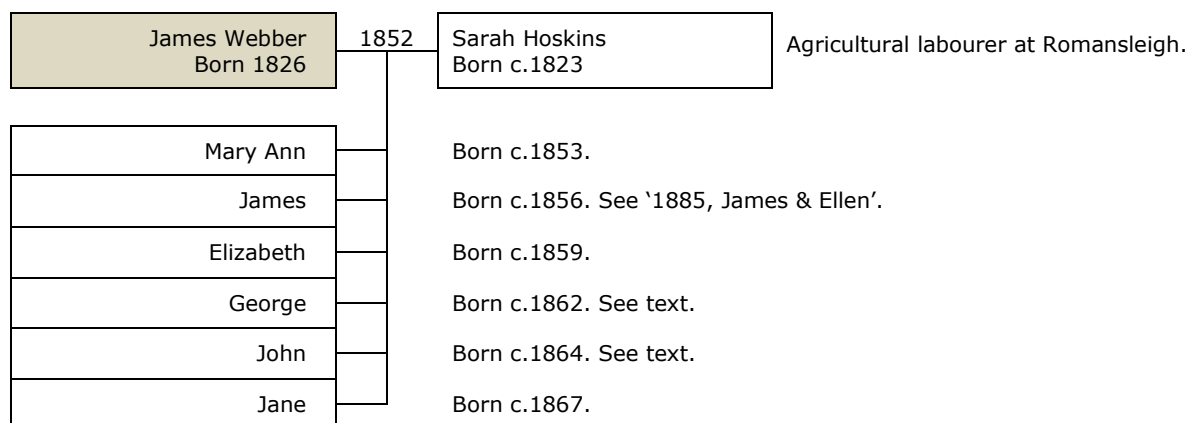 James Webber
Born 1826
1852
Sarah Hoskins
Born c.1823
Agricultural labourer at Romansleigh.
Mary Ann
Born c.1853.
James
Born c.1856. See ‘1885, James & Ellen’.
Elizabeth
Born c.1859.
George
Born c.1862. See text.
John
Born c.1864. See text.
Jane
Born c.1867.